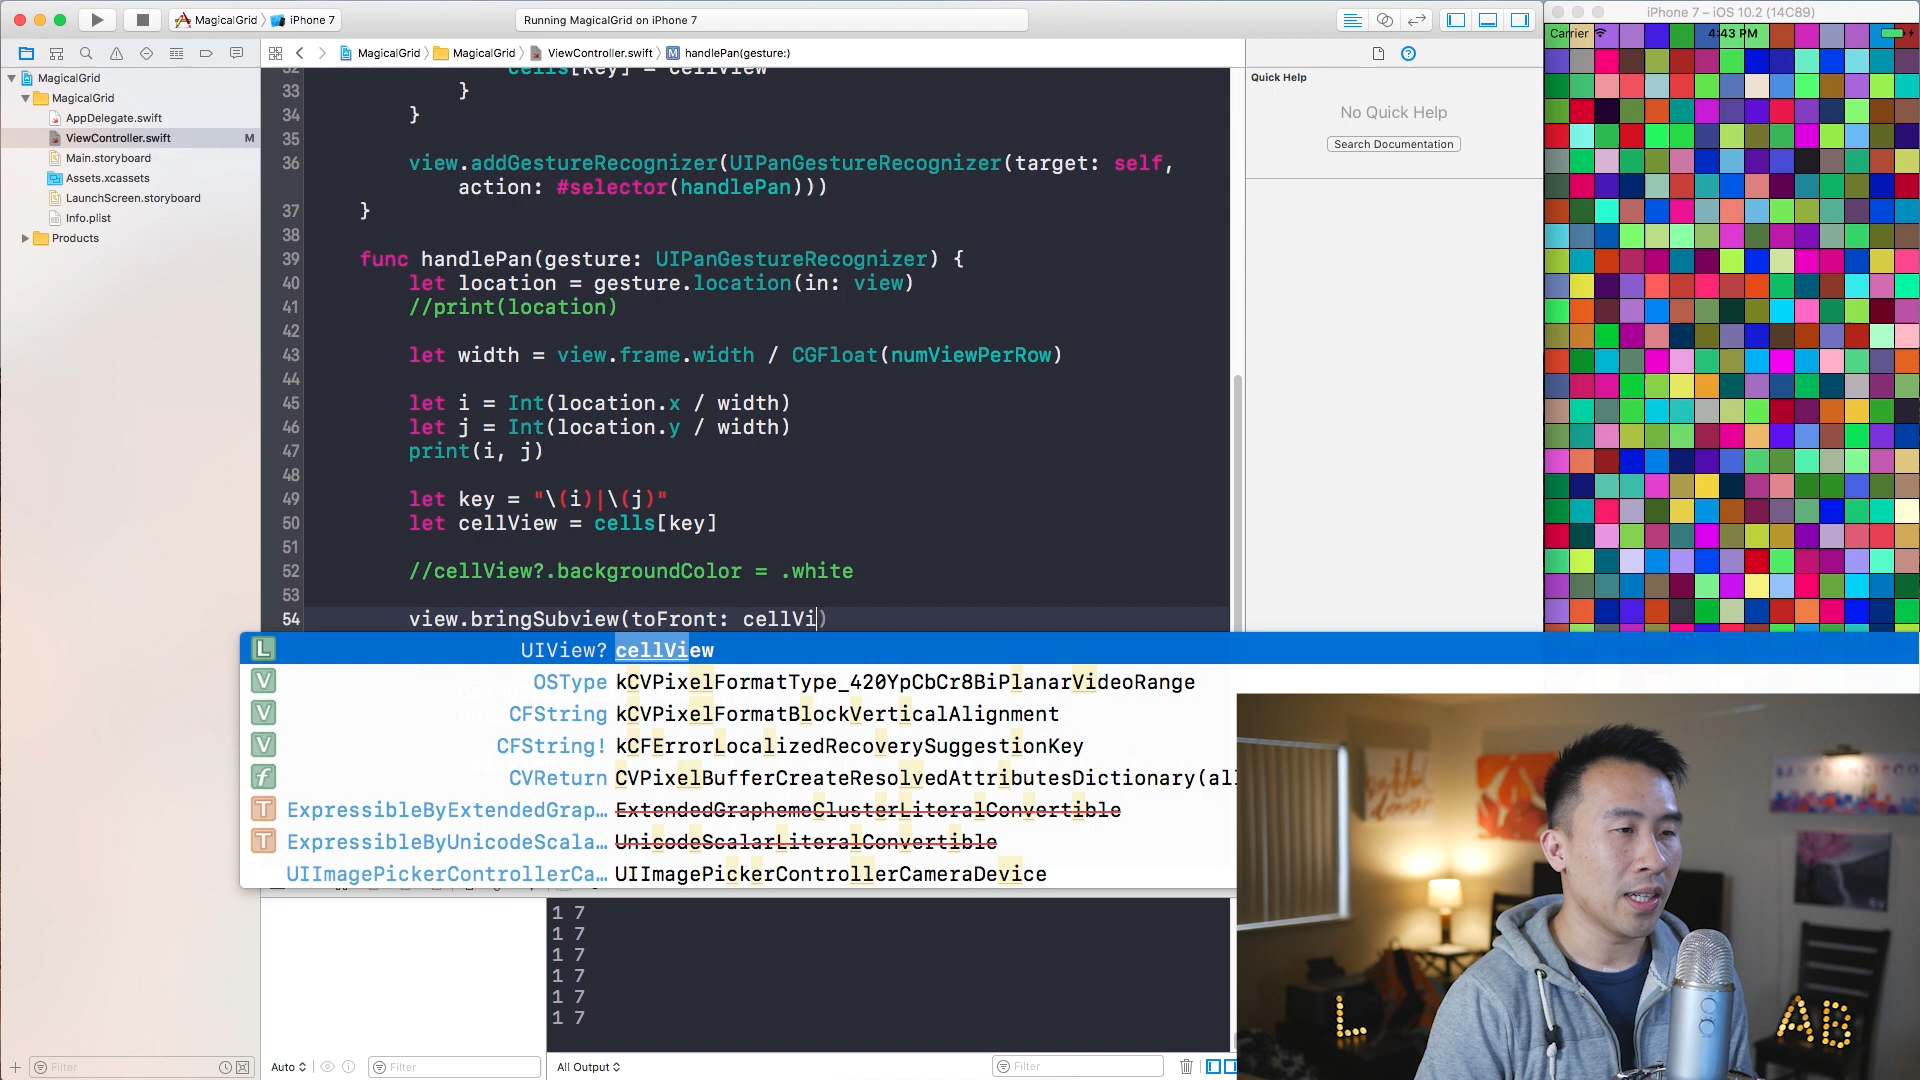 MagicalGrid
iPhone 7
Running MagicalGrid on iPhone 7
iPhone 7 – iOS 10.2 (14C89)
Carrier
4:43 PM
MagicalGrid
MagicalGrid
ViewController.swift
M handlePan(gesture:)
MagicalGrid
MagicalGrid
AppDelegate.swift
ViewController.swift M
Main.storyboard
Assets.xcassets
LaunchScreen.storyboard
Info.plist
Products
Quick Help
No Quick Help
Search Documentation
32 cells[key] = cellView
33 }
34 }
35
36 view.addGestureRecognizer(UIPanGestureRecognizer(target: self,
action: #selector(handlePan)))
37 }
38
39 func handlePan(gesture: UIPanGestureRecognizer) {
40 let location = gesture.location(in: view)
41 //print(location)
42
43 let width = view.frame.width / CGFloat(numViewPerRow)
44
45 let i = Int(location.x / width)
46 let j = Int(location.y / width)
47 print(i, j)
48
49 let key = "\(i)|\(j)"
50 let cellView = cells[key]
51
52 //cellView?.backgroundColor = .white
53
54 view.bringSubview(toFront: cellVi)
L UIView? cellView
V OSType kCVPixelFormatType_420YpCbCr8BiPlanarVideoRange
V CFString kCVPixelFormatBlockVerticalAlignment
V CFString! kCFErrorLocalizedRecoverySuggestionKey
f CVReturn CVPixelBufferCreateResolvedAttributesDictionary(all
T ExpressibleByExtendedGrap… ExtendedGraphemeClusterLiteralConvertible
T ExpressibleByUnicodeScala… UnicodeScalarLiteralConvertible
UIImagePickerControllerCa… UIImagePickerControllerCameraDevice
1 7
1 7
1 7
1 7
1 7
1 7
Filter
Auto
Filter
All Output
Filter
L
AB